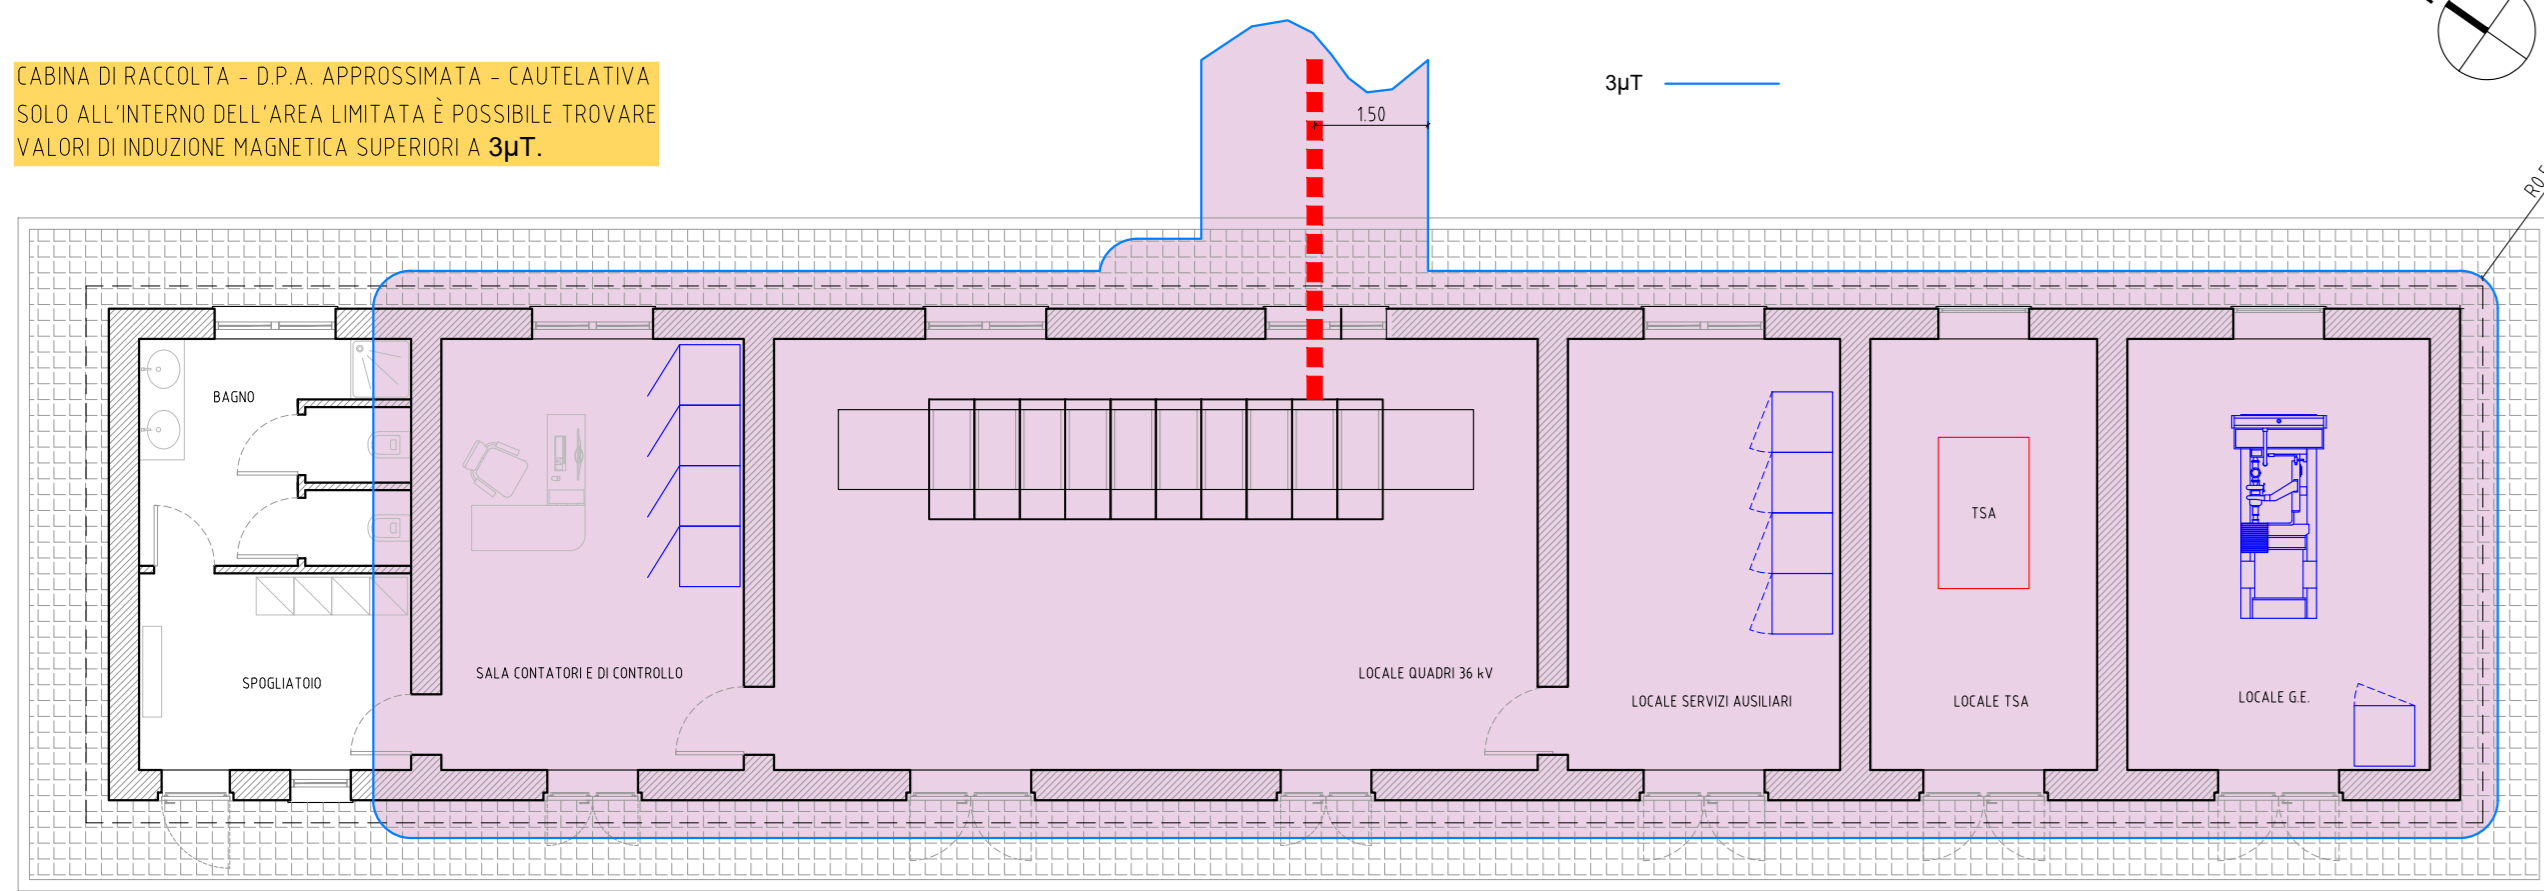 CABINA DI RACCOLTA - D.P.A. APPROSSIMATA - CAUTELATIVA
SOLO ALL'INTERNO DELL'AREA LIMITATA È POSSIBILE TROVARE
VALORI DI INDUZIONE MAGNETICA SUPERIORI A 3µT.
3µT
1.50
BAGNO
SPOGLIATOIO
SALA CONTATORI E DI CONTROLLO
LOCALE QUADRI 36 kV
LOCALE SERVIZI AUSILIARI
TSA
LOCALE TSA
LOCALE G.E.